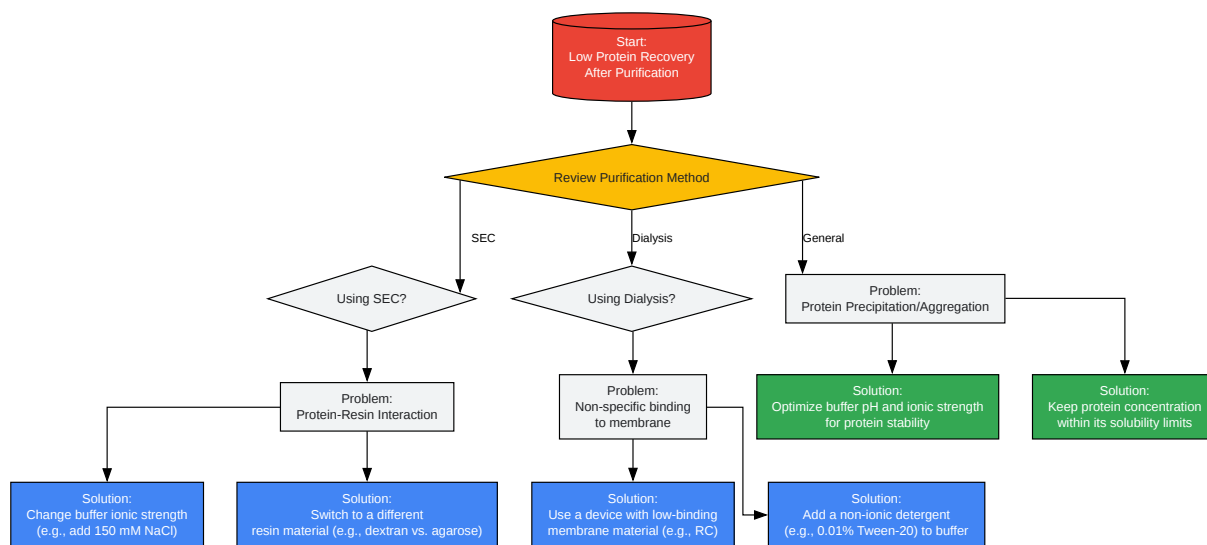 Start:
Low Protein Recovery
After Purification
Review Purification Method
SEC
Dialysis
General
Using SEC?
Using Dialysis?
Problem:
Protein Precipitation/Aggregation
Problem:
Protein-Resin Interaction
Problem:
Non-specific binding
to membrane
Solution:
Optimize buffer pH and ionic strength
for protein stability
Solution:
Keep protein concentration
within its solubility limits
Solution:
Change buffer ionic strength
(e.g., add 150 mM NaCl)
Solution:
Switch to a different
resin material (e.g., dextran vs. agarose)
Solution:
Use a device with low-binding
membrane material (e.g., RC)
Solution:
Add a non-ionic detergent
(e.g., 0.01% Tween-20) to buffer